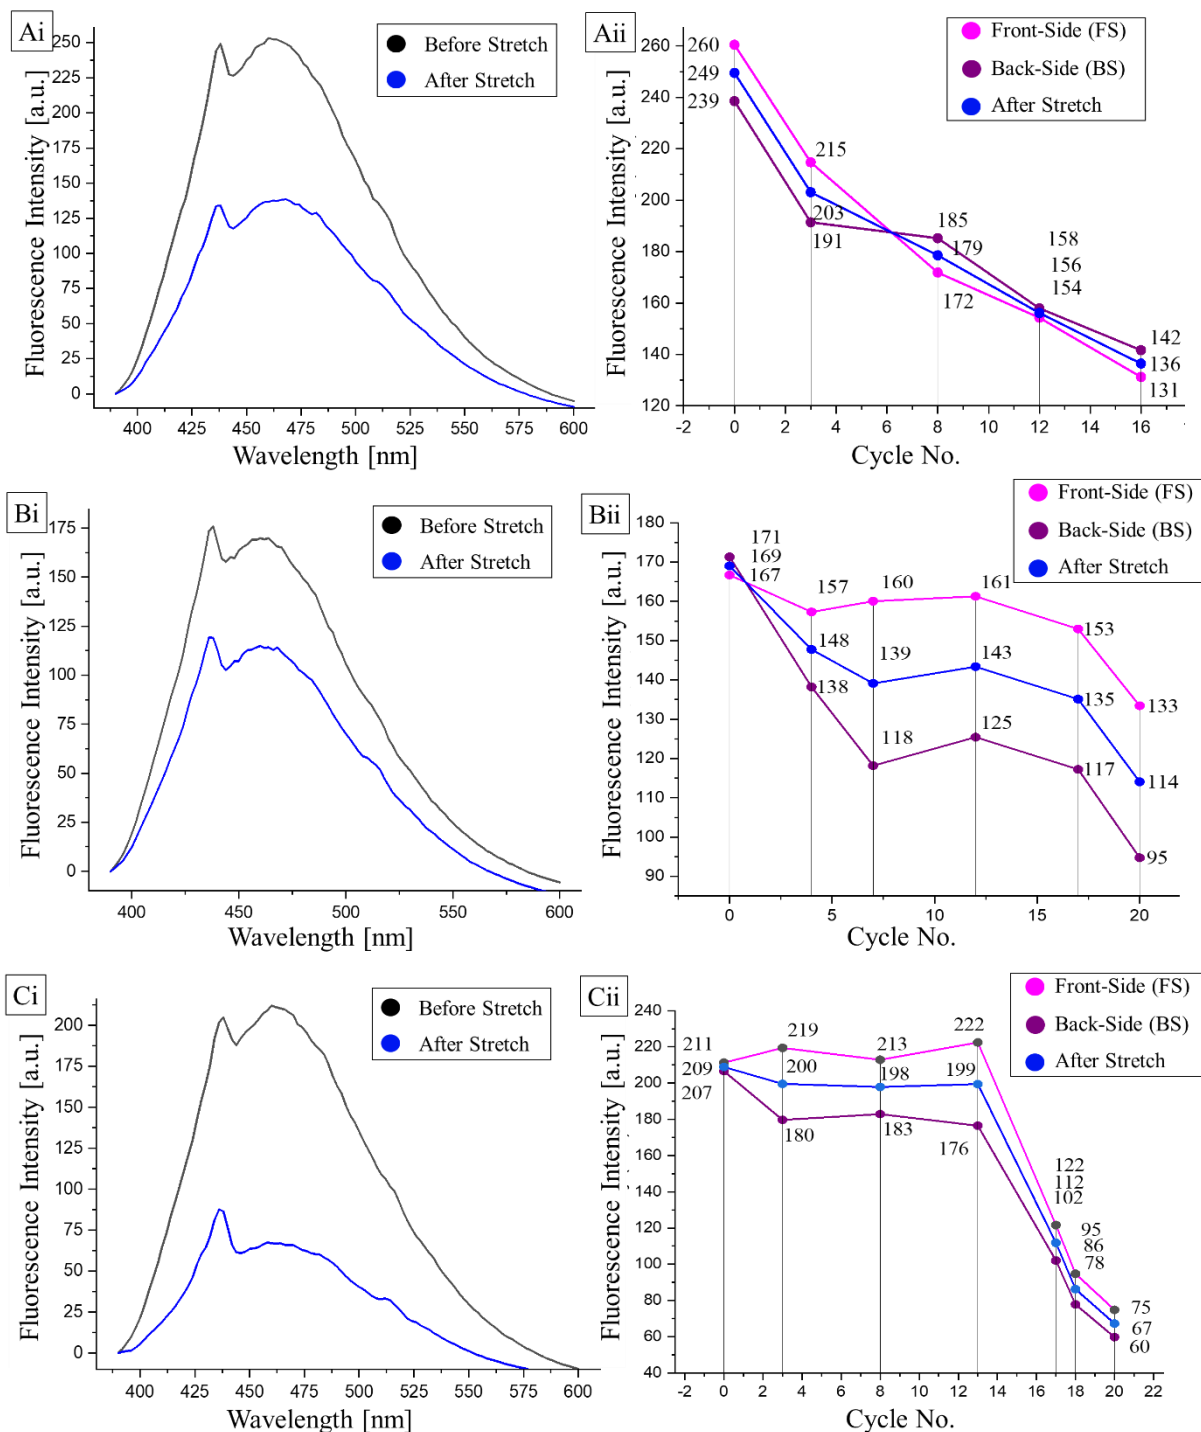 Ai
Before Stretch
After Stretch
Fluorescence Intensity [a.u.]
250
225
200
175
150
125
100
75
50
25
0
400 425 450 475 500 525 550 575 600
Wavelength [nm]
Aii
Front-Side (FS)
Back-Side (BS)
After Stretch
Fluorescence Intensity [a.u.]
260
240
220
200
180
160
140
120
260
249
239
215
203
191
185
179
172
158
156
154
142
136
131
-2 0 2 4 6 8 10 12 14 16
Cycle No.
Bi
Before Stretch
After Stretch
Fluorescence Intensity [a.u.]
175
150
125
100
75
50
25
0
400 450 500 550 600
Wavelength [nm]
Bii
Front-Side (FS)
Back-Side (BS)
After Stretch
Fluorescence Intensity [a.u.]
180
170
160
150
140
130
120
110
100
90
171
169
167
157
148
138
160
139
118
161
143
125
153
135
117
133
114
95
0 5 10 15 20
Cycle No.
Ci
Before Stretch
After Stretch
Fluorescence Intensity [a.u.]
200
175
150
125
100
75
50
25
0
400 425 450 475 500 525 550 575 600
Wavelength [nm]
Cii
Front-Side (FS)
Back-Side (BS)
After Stretch
Fluorescence Intensity [a.u.]
240
220
200
180
160
140
120
100
80
60
40
211
209
207
219
200
180
213
198
183
222
199
176
122
112
102
95
86
78
75
67
60
-2 0 2 4 6 8 10 12 14 16 18 20 22
Cycle No.